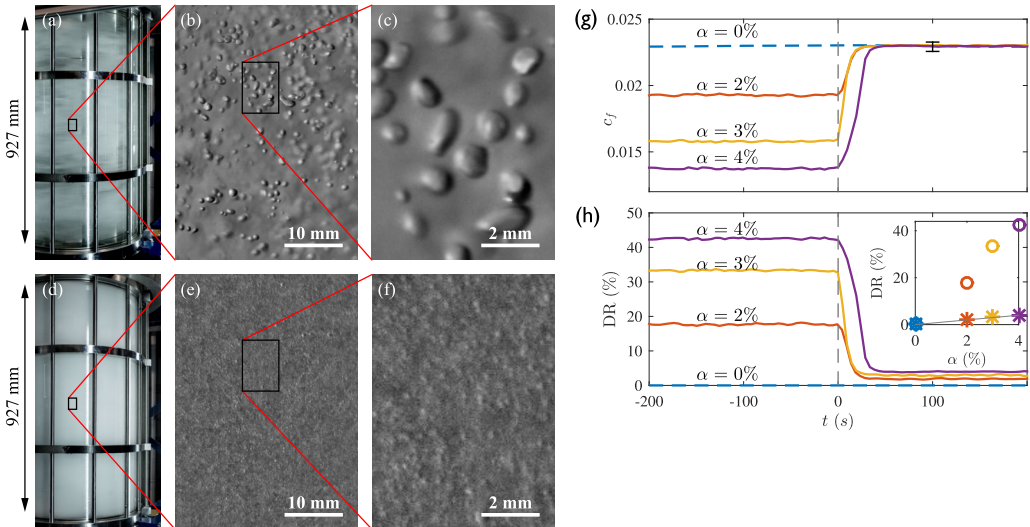 (a)
(b)
(c)
927 mm
10 mm
2 mm
(d)
(e)
(f)
927 mm
10 mm
2 mm
(g)
0.025
0.02
0.015
c_f
α = 0%
α = 2%
α = 3%
α = 4%
(h)
50
40
30
20
10
0
DR (%)
α = 4%
α = 3%
α = 2%
α = 0%
-200
-100
0
100
t (s)
40
20
0
DR (%)
0
2
4
α (%)